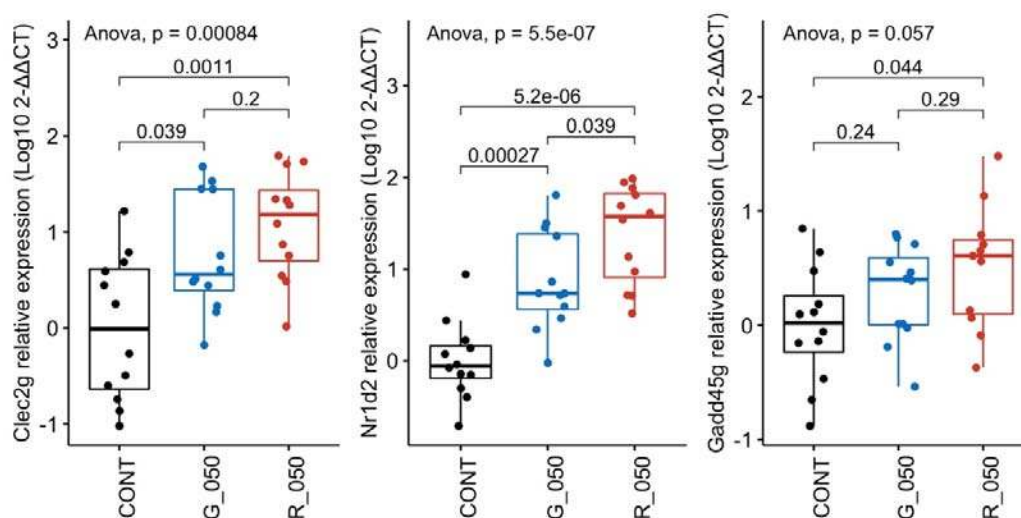 Clec2g relative expression (Log10 2-ΔΔCT)
3
2
1
0
-1
Anova, p = 0.00084
0.0011
0.2
0.039
CONT
G_050
R_050
Nr1d2 relative expression (Log10 2-ΔΔCT)
3
2
1
0
Anova, p = 5.5e-07
5.2e-06
0.039
0.00027
CONT
G_050
R_050
Gadd45g relative expression (Log10 2-ΔΔCT)
2
1
0
-1
Anova, p = 0.057
0.044
0.29
0.24
CONT
G_050
R_050